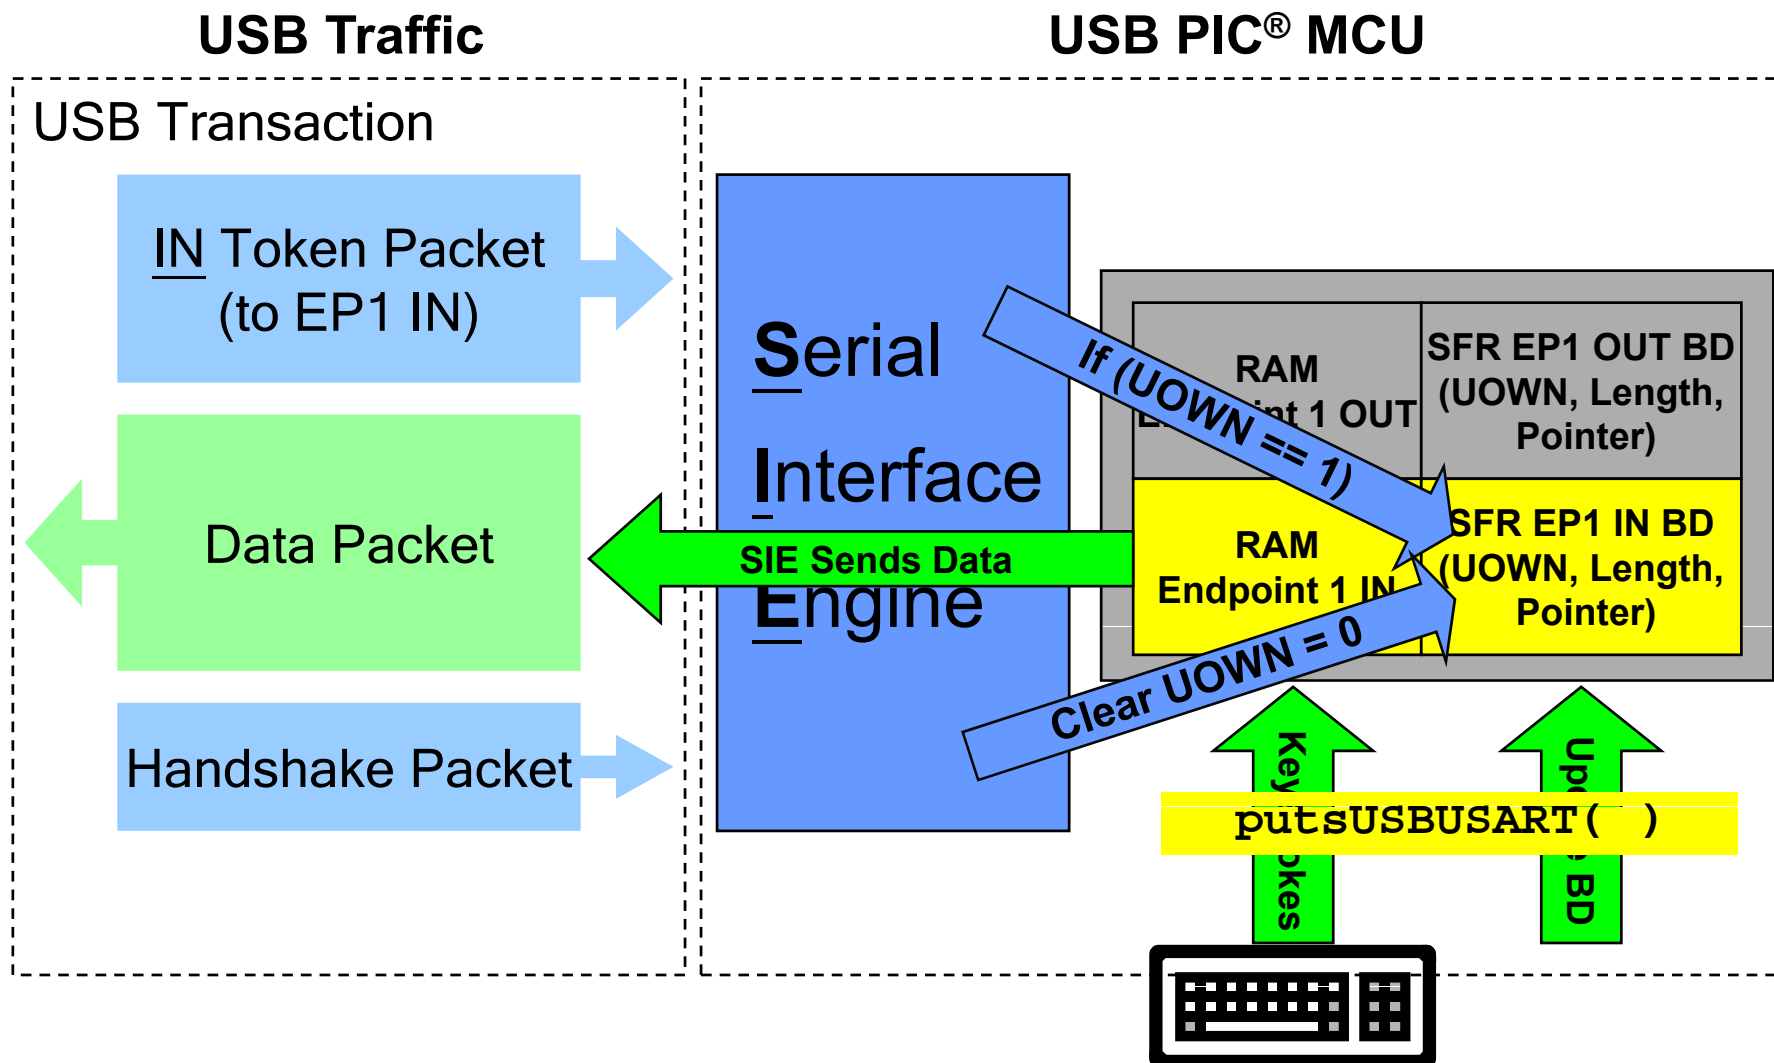 USB Traffic
USB PIC® MCU
USB Transaction
IN Token Packet
(to EP1 IN)
Data Packet
Handshake Packet
Serial
Interface
Engine
If (UOWN == 1)
SIE Sends Data
Clear UOWN = 0
RAM
1 OUT
SFR EP1 OUT BD
(UOWN, Length,
Pointer)
RAM
Endpoint 1 IN
SFR EP1 IN BD
(UOWN, Length,
Pointer)
putsUSBUSART( )
BD